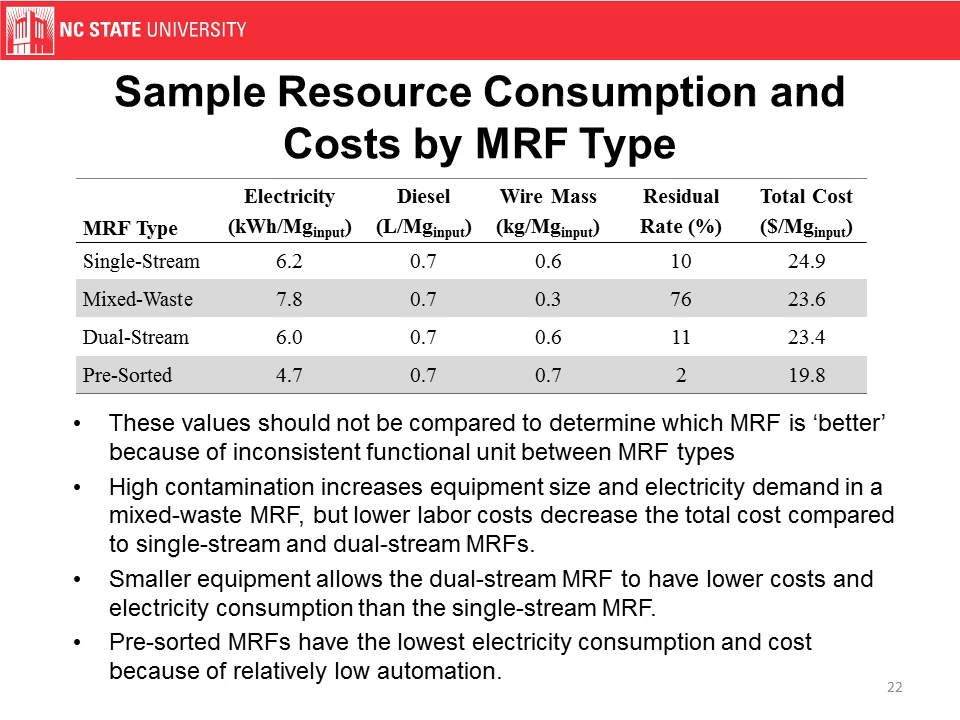 NC STATE UNIVERSITY
Sample Resource Consumption and
Costs by MRF Type
MRF Type Electricity (kWh/Mginput) Diesel (L/Mginput) Wire Mass (kg/Mginput) Residual Rate (%) Total Cost ($/Mginput)
Single-Stream 6.2 0.7 0.6 10 24.9
Mixed-Waste 7.8 0.7 0.3 76 23.6
Dual-Stream 6.0 0.7 0.6 11 23.4
Pre-Sorted 4.7 0.7 0.7 2 19.8
• These values should not be compared to determine which MRF is ‘better’
because of inconsistent functional unit between MRF types
• High contamination increases equipment size and electricity demand in a
mixed-waste MRF, but lower labor costs decrease the total cost compared
to single-stream and dual-stream MRFs.
• Smaller equipment allows the dual-stream MRF to have lower costs and
electricity consumption than the single-stream MRF.
• Pre-sorted MRFs have the lowest electricity consumption and cost
because of relatively low automation.
22